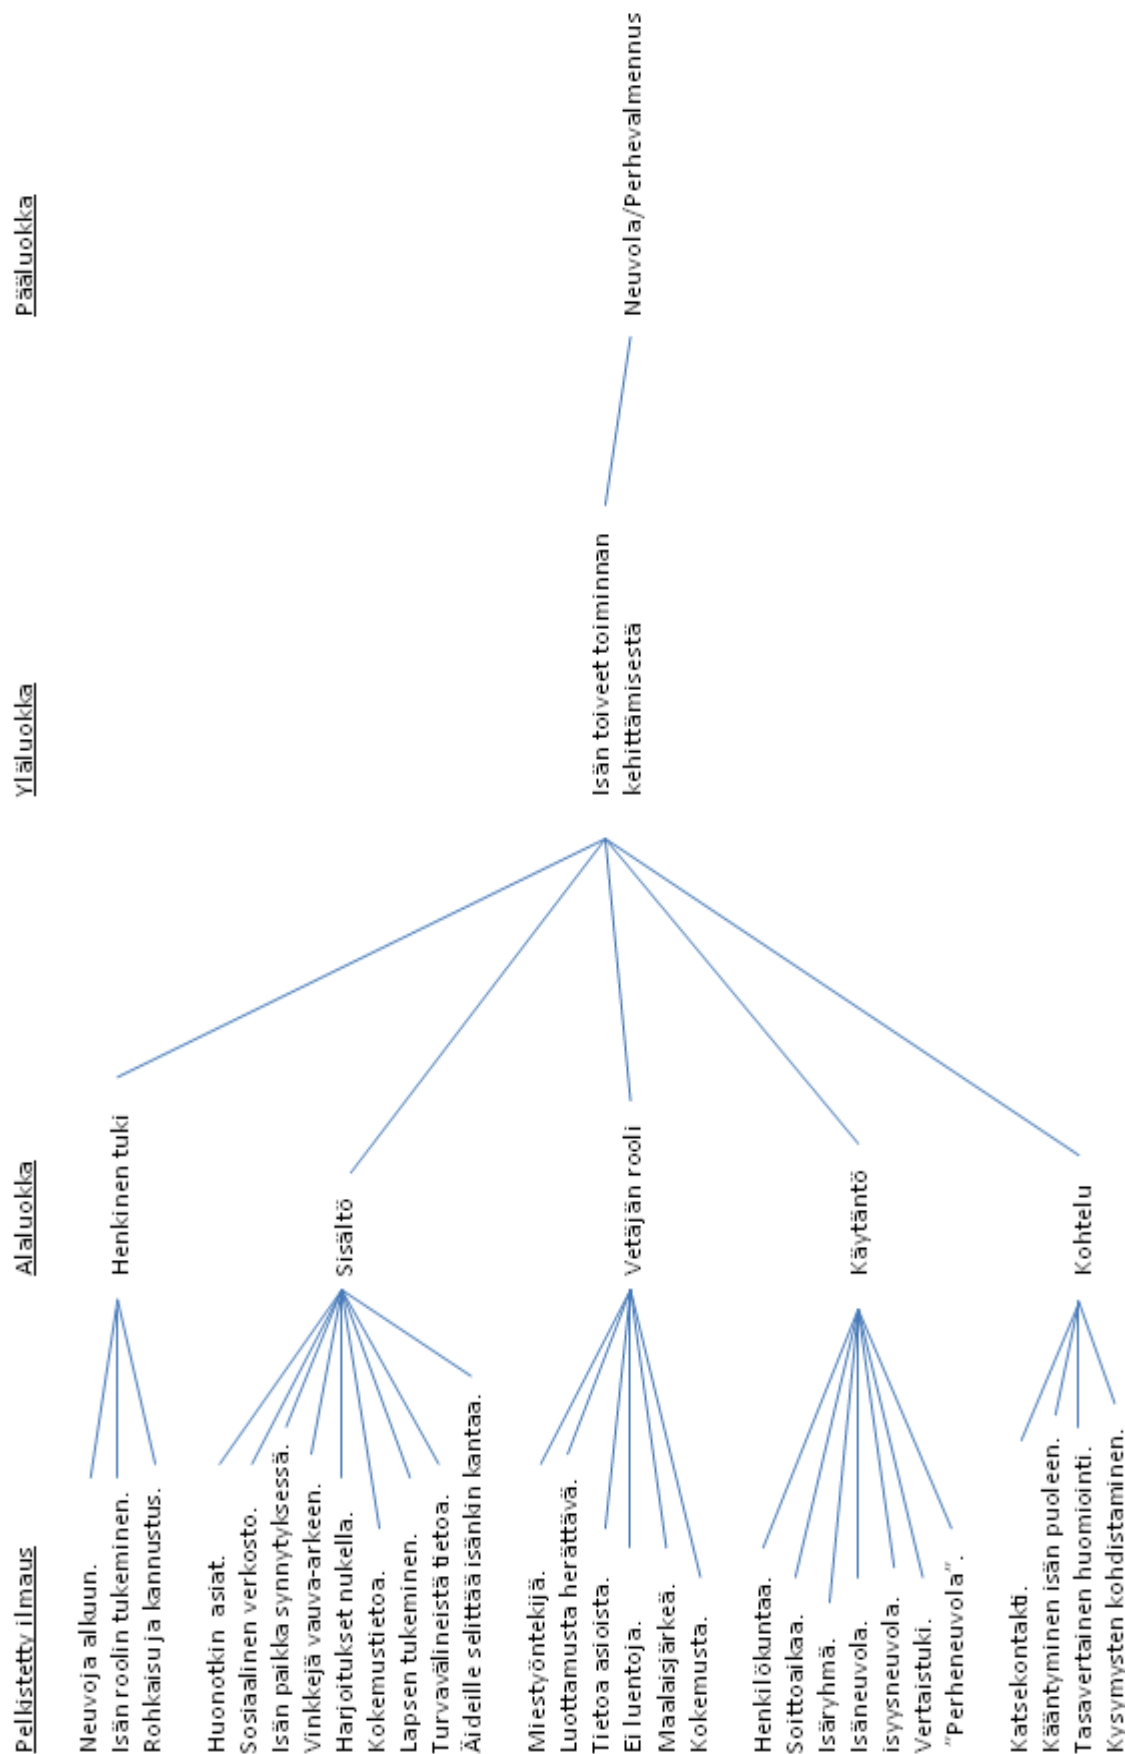 Pelkistetty ilmaus
Alaluokka
Yläluokka
Pääluokka
Neuvoja alkuun.
Isän roolin tukeminen.
Rohkaisu ja kannustus.
Henkinen tuki
Huonotkin asiat.
Sosiaalinen verkosto.
Isän paikka synnytyksessä.
Vinkkejä vauva-arkeen.
Harjoitukset nukella.
Kokemustietoa.
Lapsen tukeminen.
Turvavälineistä tietoa.
Äideille selittää isänkin kantaa.
Sisältö
Miestyöntekijä.
Luottamusta herättävä.
Tietoa asioista.
Ei luentoja.
Maalaisjärkeä.
Kokemusta.
Vetäjän rooli
Isän toiveet toiminnan
kehittämisestä
Neuvola/Perhevalmennus
Henkilökuntaa.
Soittoaikaa.
Isäryhmä.
Isäneuvola.
isyysneuvola.
Vertaistuki.
"Perheneuvola".
Käytäntö
Katsekontakti.
Kääntyminen isän puoleen.
Tasavertainen huomiointi.
Kysymysten kohdistaminen.
Kohtelu